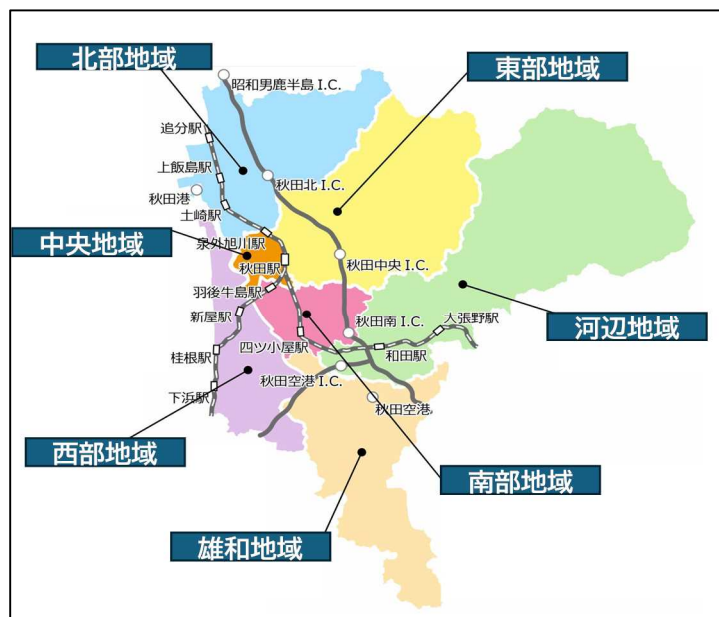 北部地域
東部地域
昭和男鹿半島 I.C.
追分駅
上飯島駅
秋田北 I.C.
秋田港
土崎駅
中央地域
泉外旭川駅
秋田駅
秋田中央 I.C.
羽後牛島駅
新屋駅
秋田南 I.C.
大張野駅
河辺地域
四ツ小屋駅
和田駅
桂根駅
秋田空港 I.C.
下浜駅
秋田空港
西部地域
南部地域
雄和地域